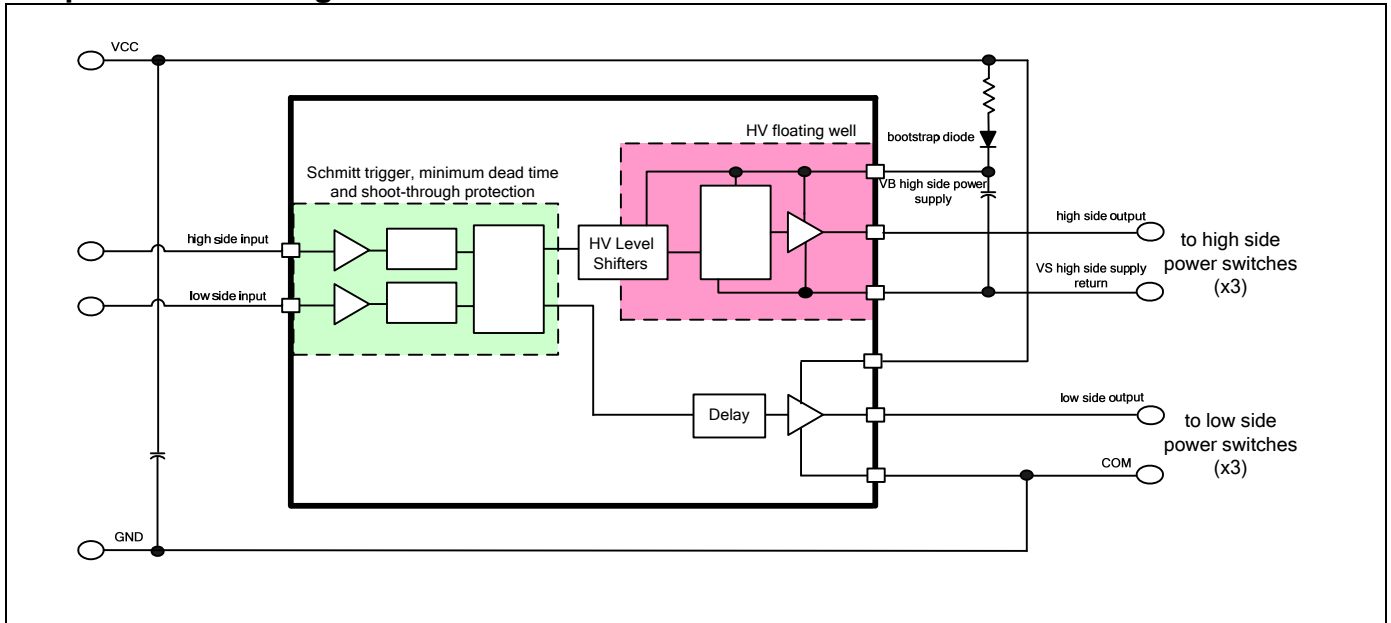 VCC
HV floating well
bootstrap diode
Schmitt trigger, minimum dead time
and shoot-through protection
VB high side power
supply
high side input
HV Level
Shifters
high side output
to high side
power switches
(x3)
low side input
VS high side supply
return
Delay
low side output
to low side
power switches
(x3)
COM
GND